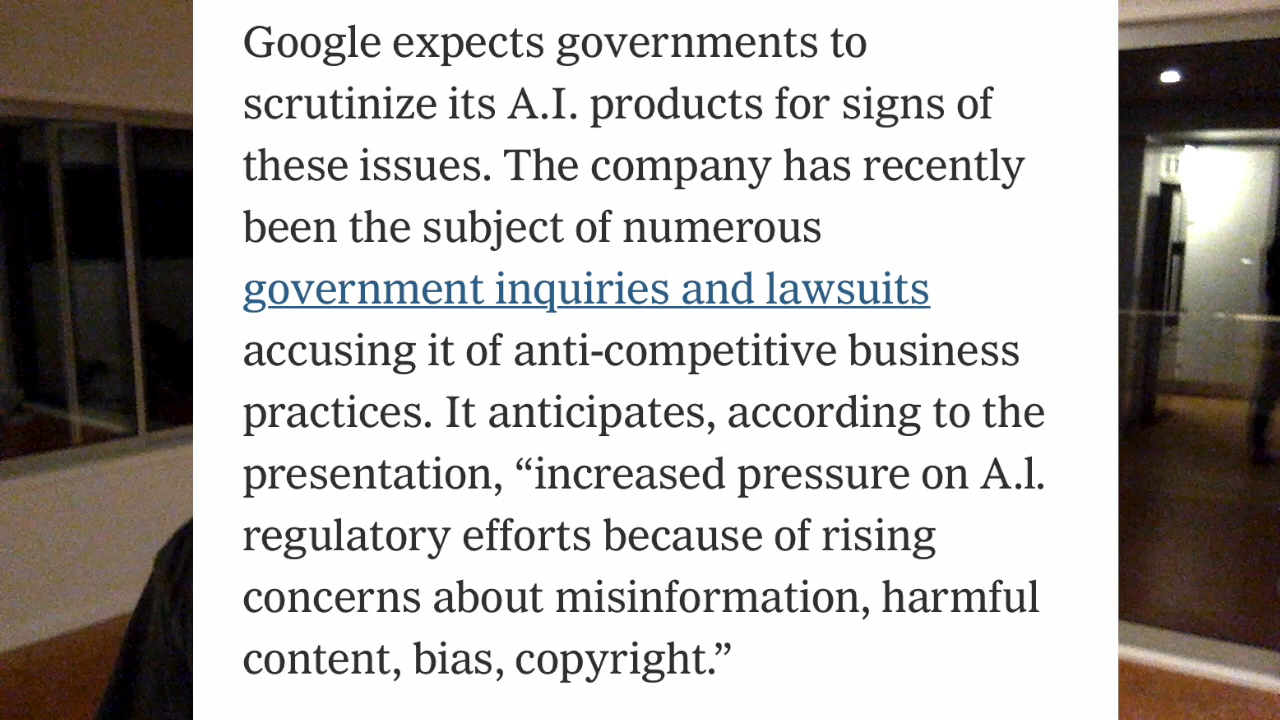 Google expects governments to
scrutinize its A.I. products for signs of
these issues. The company has recently
been the subject of numerous
government inquiries and lawsuits
accusing it of anti-competitive business
practices. It anticipates, according to the
presentation, “increased pressure on A.l.
regulatory efforts because of rising
concerns about misinformation, harmful
content, bias, copyright.”